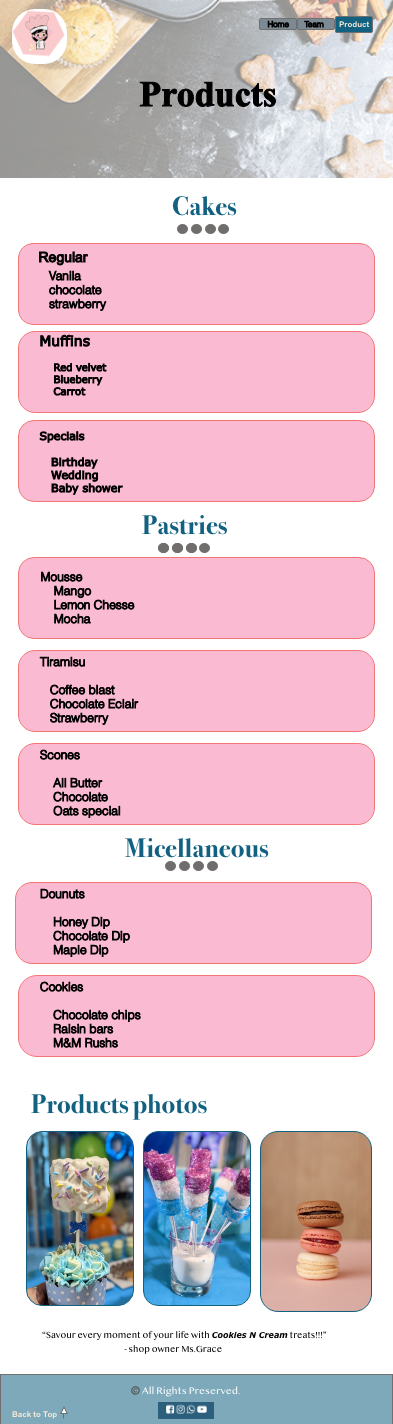 Home Team Product
Products
Cakes
Regular
Vanila
chocolate
strawberry
Muffins
Red velvet
Blueberry
Carrot
Specials
Birthday
Wedding
Baby shower
Pastries
Mousse
Mango
Lemon Chesse
Mocha
Tiramisu
Coffee blast
Chocolate Eclair
Strawberry
Scones
All Butter
Chocolate
Oats special
Micellaneous
Dounuts
Honey Dip
Chocolate Dip
Maple Dip
Cookies
Chocolate chips
Raisin bars
M&M Rushs
Products photos
“Savour every moment of your life with Cookies N Cream treats!!!”
- shop owner Ms.Grace
© All Rights Preserved.
Back to Top